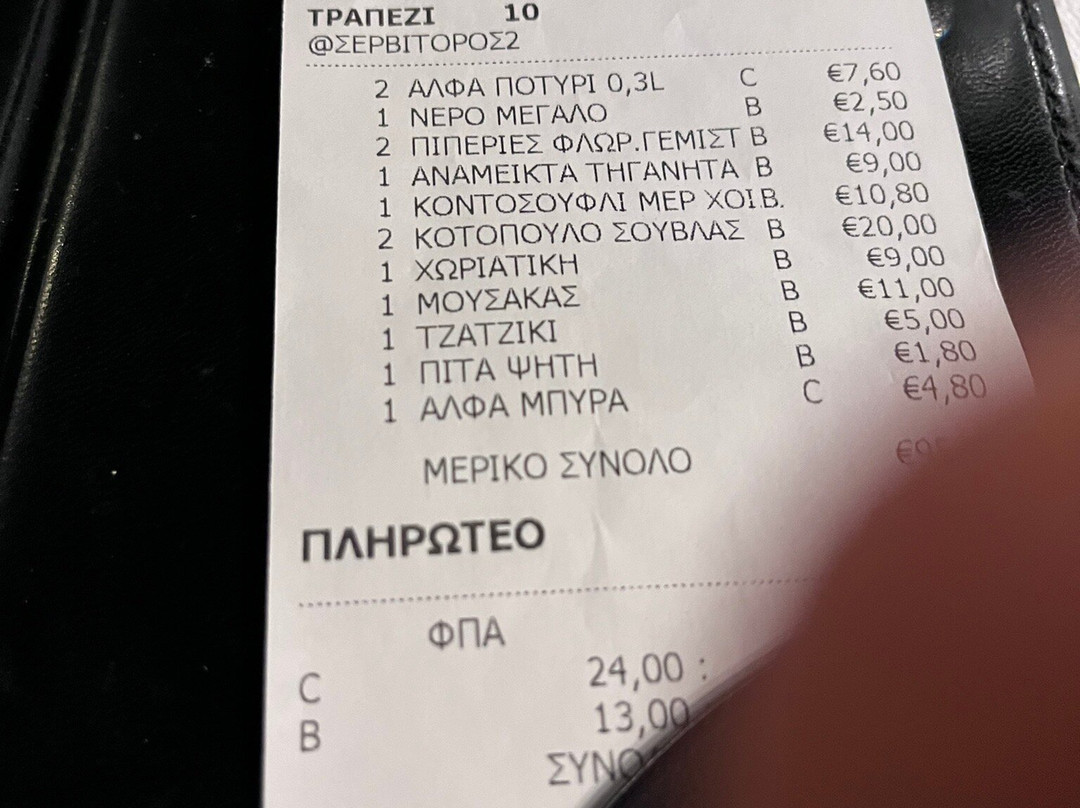 ΤΡΑΠΕΖΙ 10
@ΣΕΡΒΙΤΟΡΟΣ2
2 ΑΛΦΑ ΠΟΤΥΡΙ 0,3L C €7,60
1 ΝΕΡΟ ΜΕΓΑΛΟ B €2,50
2 ΠΙΠΕΡΙΕΣ ΦΛΩΡ.ΓΕΜΙΣΤ B €14,00
1 ΑΝΑΜΕΙΚΤΑ ΤΗΓΑΝΗΤΑ B €9,00
1 ΚΟΝΤΟΣΟΥΦΛΙ ΜΕΡ ΧΟΙ.B. €10,80
2 ΚΟΤΟΠΟΥΛΟ ΣΟΥΒΛΑΣ B €20,00
1 ΧΩΡΙΑΤΙΚΗ B €9,00
1 ΜΟΥΣΑΚΑΣ B €11,00
1 ΤΖΑΤΖΙΚΙ B €5,00
1 ΠΙΤΑ ΨΗΤΗ B €1,80
1 ΑΛΦΑ ΜΠΥΡΑ C €4,80
ΜΕΡΙΚΟ ΣΥΝΟΛΟ
ΠΛΗΡΩΤΕΟ
ΦΠΑ
C 24,00 :
B 13,00